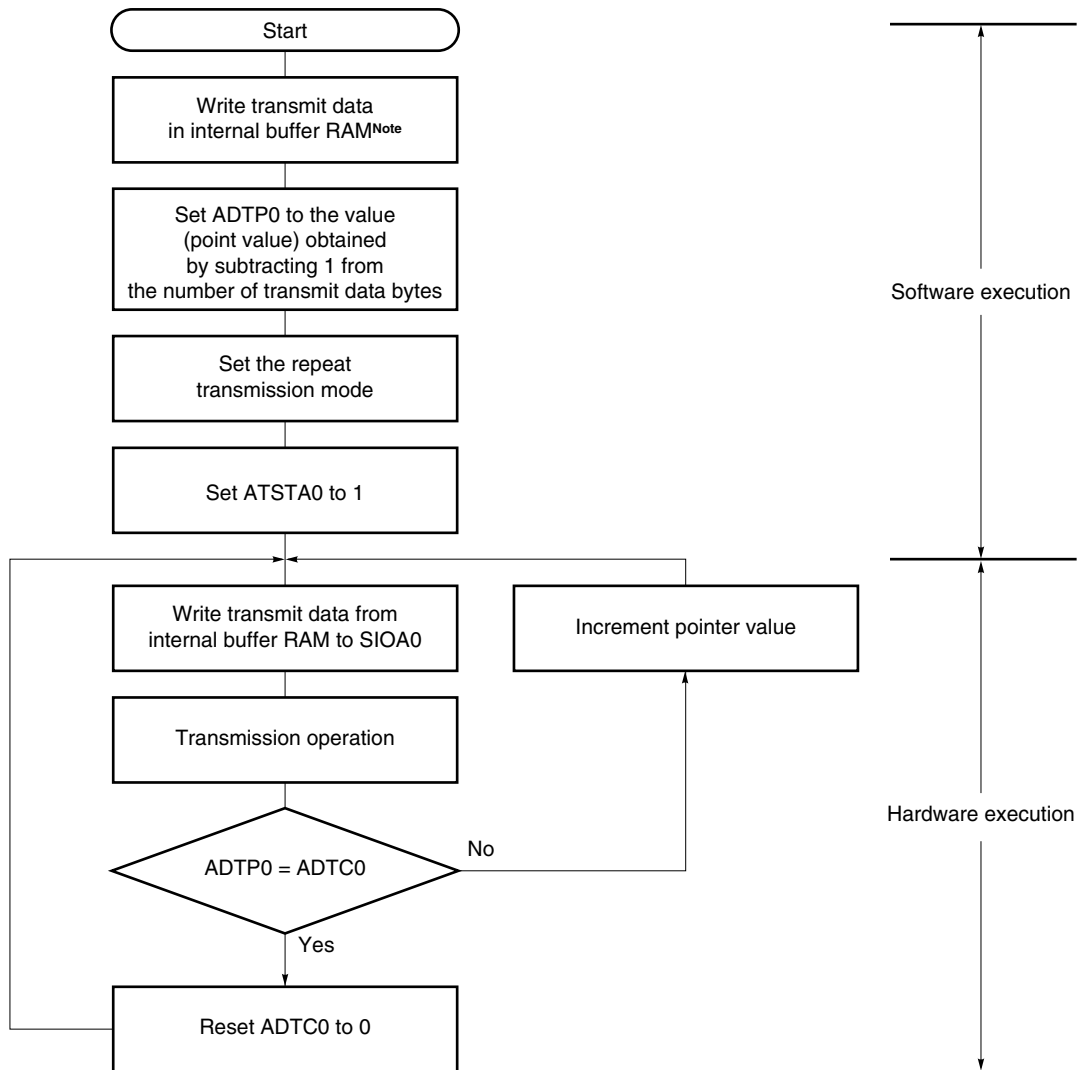 Start
Write transmit data
in internal buffer RAMNote
Set ADTP0 to the value
(point value) obtained
by subtracting 1 from
the number of transmit data bytes
Software execution
Set the repeat
transmission mode
Set ATSTA0 to 1
Write transmit data from
internal buffer RAM to SIOA0
Increment pointer value
Transmission operation
Hardware execution
ADTP0 = ADTC0
No
Yes
Reset ADTC0 to 0